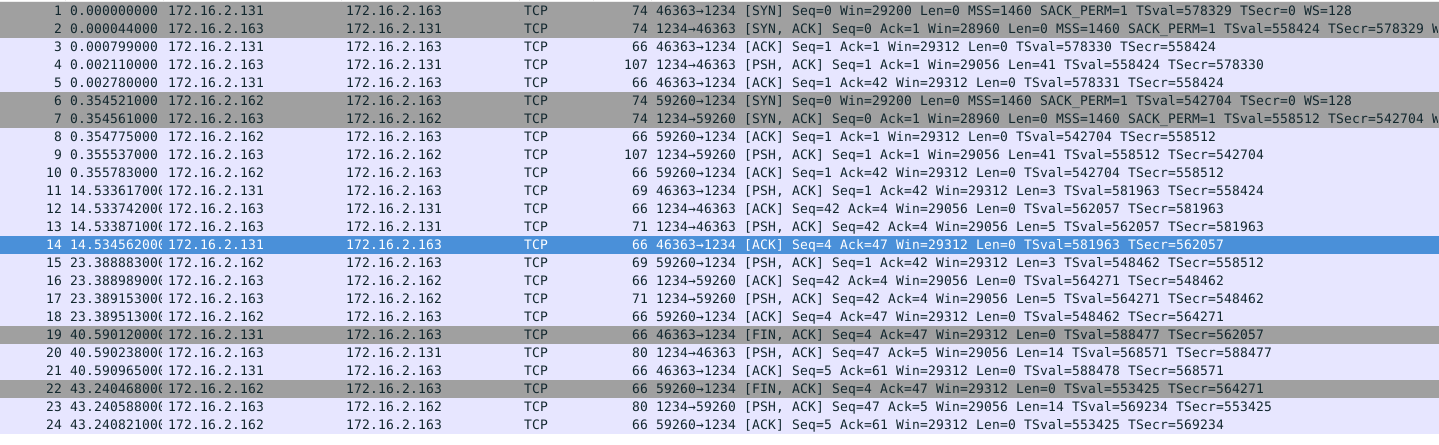 1 0.000000000 172.16.2.131 172.16.2.163 TCP 74 46363→1234 [SYN] Seq=0 Win=29200 Len=0 MSS=1460 SACK_PERM=1 TSval=578329 TSecr=0 WS=128
2 0.000044000 172.16.2.163 172.16.2.131 TCP 74 1234→46363 [SYN, ACK] Seq=0 Ack=1 Win=28960 Len=0 MSS=1460 SACK_PERM=1 TSval=558424 TSecr=578329 W
3 0.000799000 172.16.2.131 172.16.2.163 TCP 66 46363→1234 [ACK] Seq=1 Ack=1 Win=29312 Len=0 TSval=578330 TSecr=558424
4 0.002110000 172.16.2.163 172.16.2.131 TCP 107 1234→46363 [PSH, ACK] Seq=1 Ack=1 Win=29056 Len=41 TSval=558424 TSecr=578330
5 0.002780000 172.16.2.131 172.16.2.163 TCP 66 46363→1234 [ACK] Seq=1 Ack=42 Win=29312 Len=0 TSval=578331 TSecr=558424
6 0.354521000 172.16.2.162 172.16.2.163 TCP 74 59260→1234 [SYN] Seq=0 Win=29200 Len=0 MSS=1460 SACK_PERM=1 TSval=542704 TSecr=0 WS=128
7 0.354561000 172.16.2.163 172.16.2.162 TCP 74 1234→59260 [SYN, ACK] Seq=0 Ack=1 Win=28960 Len=0 MSS=1460 SACK_PERM=1 TSval=558512 TSecr=542704 W
8 0.354775000 172.16.2.162 172.16.2.163 TCP 66 59260→1234 [ACK] Seq=1 Ack=1 Win=29312 Len=0 TSval=542704 TSecr=558512
9 0.355537000 172.16.2.163 172.16.2.162 TCP 107 1234→59260 [PSH, ACK] Seq=1 Ack=1 Win=29056 Len=41 TSval=558512 TSecr=542704
10 0.355783000 172.16.2.162 172.16.2.163 TCP 66 59260→1234 [ACK] Seq=1 Ack=42 Win=29312 Len=0 TSval=542704 TSecr=558512
11 14.533617000 172.16.2.131 172.16.2.163 TCP 69 46363→1234 [PSH, ACK] Seq=1 Ack=42 Win=29312 Len=3 TSval=581963 TSecr=558424
12 14.533742000 172.16.2.163 172.16.2.131 TCP 66 1234→46363 [ACK] Seq=42 Ack=4 Win=29056 Len=0 TSval=562057 TSecr=581963
13 14.533871000 172.16.2.163 172.16.2.131 TCP 71 1234→46363 [PSH, ACK] Seq=42 Ack=4 Win=29056 Len=5 TSval=562057 TSecr=581963
14 14.534562000 172.16.2.131 172.16.2.163 TCP 66 46363→1234 [ACK] Seq=4 Ack=47 Win=29312 Len=0 TSval=581963 TSecr=562057
15 23.388883000 172.16.2.162 172.16.2.163 TCP 69 59260→1234 [PSH, ACK] Seq=1 Ack=42 Win=29312 Len=3 TSval=548462 TSecr=558512
16 23.388989000 172.16.2.163 172.16.2.162 TCP 66 1234→59260 [ACK] Seq=42 Ack=4 Win=29056 Len=0 TSval=564271 TSecr=548462
17 23.389153000 172.16.2.163 172.16.2.162 TCP 71 1234→59260 [PSH, ACK] Seq=42 Ack=4 Win=29056 Len=5 TSval=564271 TSecr=548462
18 23.389513000 172.16.2.162 172.16.2.163 TCP 66 59260→1234 [ACK] Seq=4 Ack=47 Win=29312 Len=0 TSval=548462 TSecr=564271
19 40.590120000 172.16.2.131 172.16.2.163 TCP 66 46363→1234 [FIN, ACK] Seq=4 Ack=47 Win=29312 Len=0 TSval=588477 TSecr=562057
20 40.590238000 172.16.2.163 172.16.2.131 TCP 80 1234→46363 [PSH, ACK] Seq=47 Ack=5 Win=29056 Len=14 TSval=568571 TSecr=588477
21 40.590965000 172.16.2.131 172.16.2.163 TCP 66 46363→1234 [ACK] Seq=5 Ack=61 Win=29312 Len=0 TSval=588478 TSecr=568571
22 43.240468000 172.16.2.162 172.16.2.163 TCP 66 59260→1234 [FIN, ACK] Seq=4 Ack=47 Win=29312 Len=0 TSval=553425 TSecr=564271
23 43.240588000 172.16.2.163 172.16.2.162 TCP 80 1234→59260 [PSH, ACK] Seq=47 Ack=5 Win=29056 Len=14 TSval=569234 TSecr=553425
24 43.240821000 172.16.2.162 172.16.2.163 TCP 66 59260→1234 [ACK] Seq=5 Ack=61 Win=29312 Len=0 TSval=553425 TSecr=569234